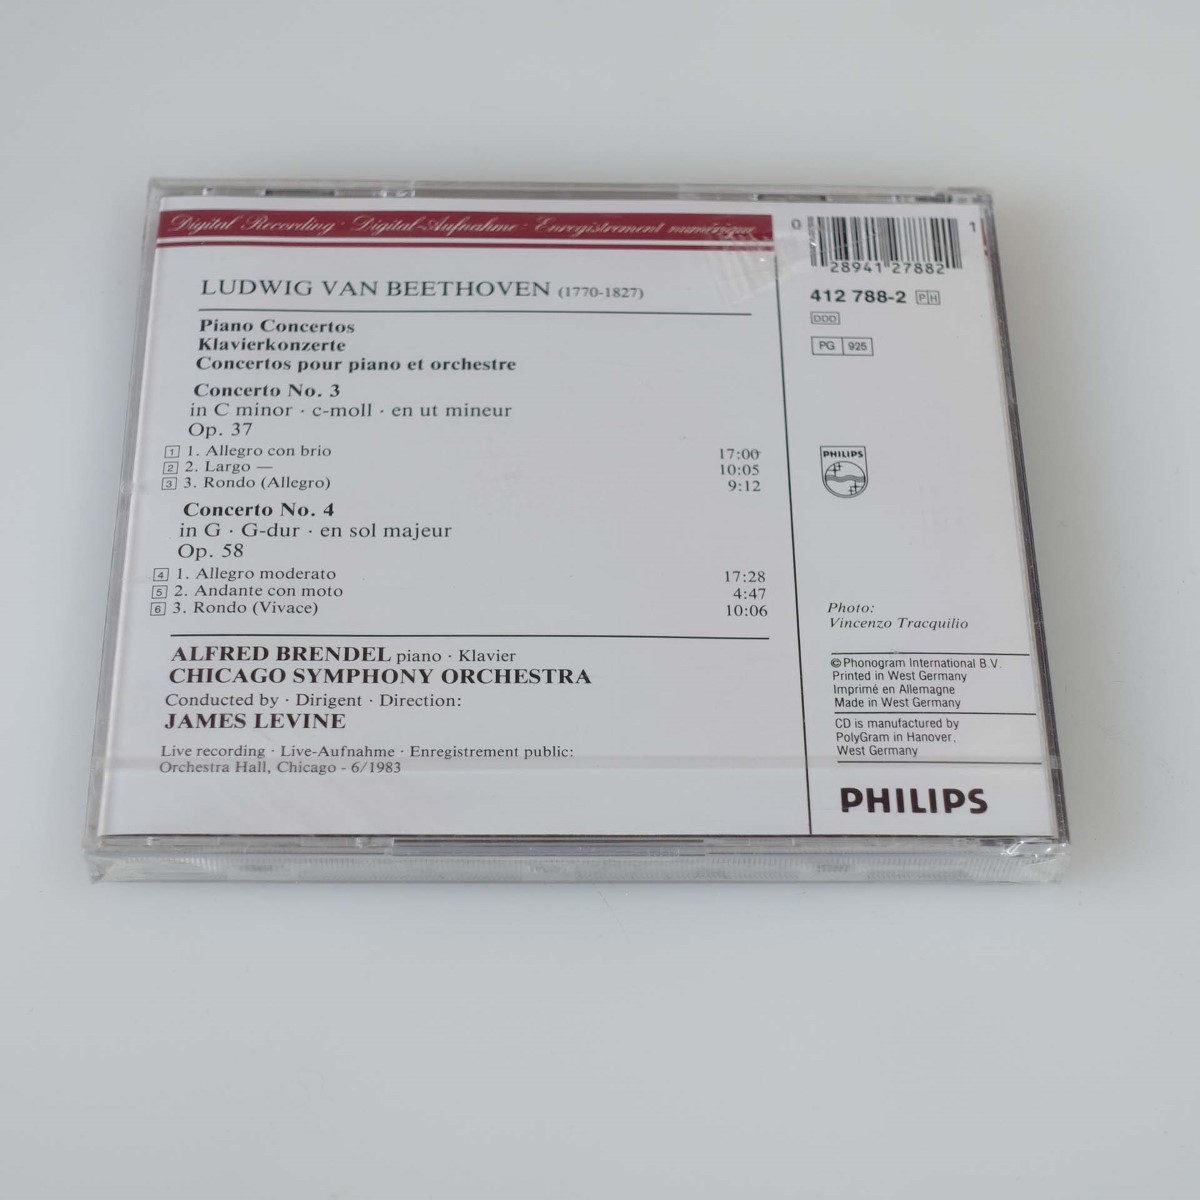 Digital Recording · Digital-Aufnahme · Enregistrement numérique
LUDWIG VAN BEETHOVEN (1770-1827)
Piano Concertos
Klavierkonzerte
Concertos pour piano et orchestre
Concerto No. 3
in C minor · c-moll · en ut mineur
Op. 37
1 1. Allegro con brio 17:00
2 2. Largo — 10:05
3 3. Rondo (Allegro) 9:12
Concerto No. 4
in G · G-dur · en sol majeur
Op. 58
4 1. Allegro moderato 17:28
5 2. Andante con moto 4:47
6 3. Rondo (Vivace) 10:06
ALFRED BRENDEL piano · Klavier
CHICAGO SYMPHONY ORCHESTRA
Conducted by · Dirigent · Direction:
JAMES LEVINE
Live recording · Live-Aufnahme · Enregistrement public:
Orchestra Hall, Chicago - 6/1983
0 28941 27882 1
412 788-2 PH
DDD
PG 925
PHILIPS
Photo:
Vincenzo Tracquilio
©Phonogram International B.V.
Printed in West Germany
Imprimé en Allemagne
Made in West Germany
CD is manufactured by
PolyGram in Hanover,
West Germany
PHILIPS